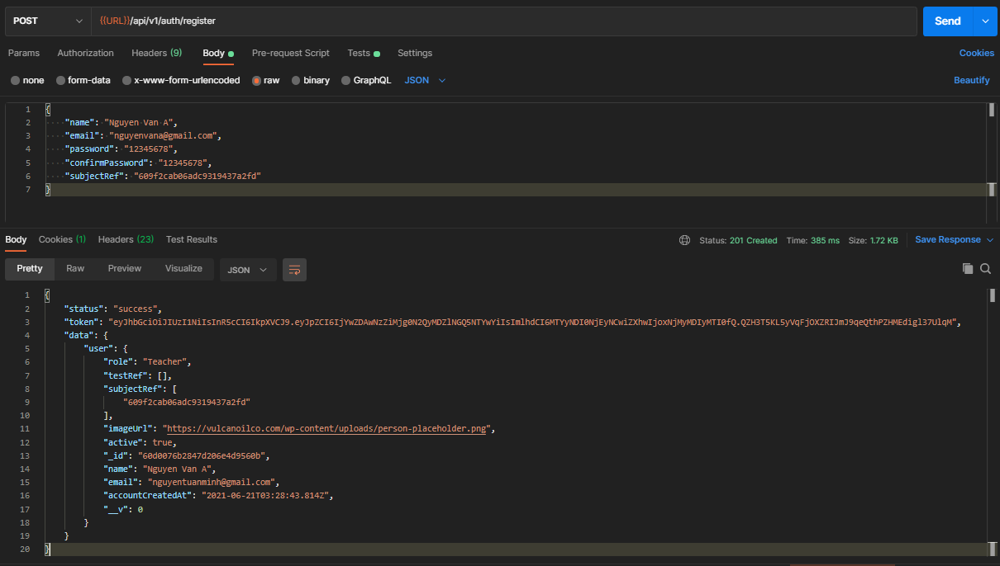 POST {{URL}}/api/v1/auth/register Send
Params Authorization Headers (9) Body Pre-request Script Tests Settings Cookies
none form-data x-www-form-urlencoded raw binary GraphQL JSON Beautify
1 {
2 "name": "Nguyen Van A",
3 "email": "nguyenvana@gmail.com",
4 "password": "12345678",
5 "confirmPassword": "12345678",
6 "subjectRef": "609f2cab06adc9319437a2fd"
7 }
Body Cookies (1) Headers (23) Test Results Status: 201 Created Time: 385 ms Size: 1.72 KB Save Response
Pretty Raw Preview Visualize JSON
1 {
2 "status": "success",
3 "token": "eyJhbGciOiJIUzI1NiIsInR5cCI6IkpXVCJ9.eyJpZCI6IjYwZDAwNzZiMjg0N2QyMDZlNGQ5NTYwYiIsImlhdCI6MTYyNDI0NjEyNCwiZXhwIjoxNjMyMDIyMTI0fQ.QZH3T5KL5yVqFjOXZRIJmJ9qeQthPZHMEdigl37UlqM",
4 "data": {
5 "user": {
6 "role": "Teacher",
7 "testRef": [],
8 "subjectRef": [
9 "609f2cab06adc9319437a2fd"
10 ],
11 "imageUrl": "https://vulcanoilco.com/wp-content/uploads/person-placeholder.png",
12 "active": true,
13 "_id": "60d0076b2847d206e4d9560b",
14 "name": "Nguyen Van A",
15 "email": "nguyentuanminh@gmail.com",
16 "accountCreatedAt": "2021-06-21T03:28:43.814Z",
17 "__v": 0
18 }
19 }
20 }